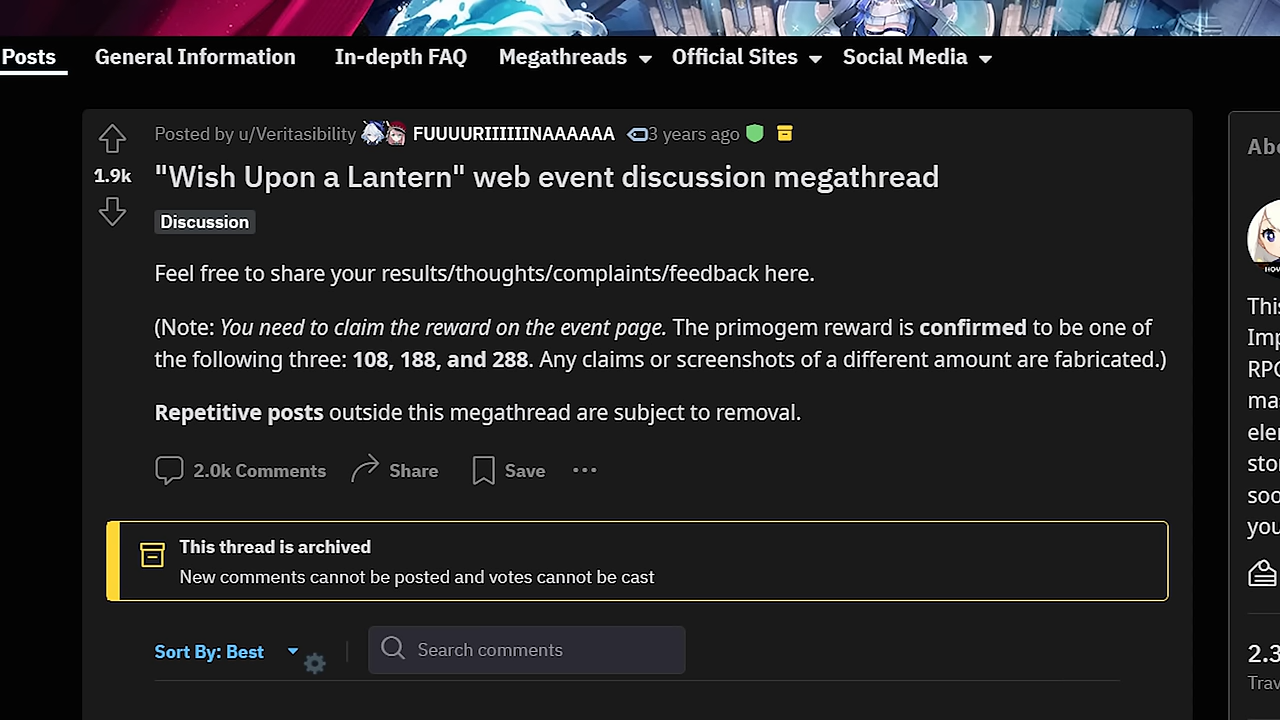 Posts General Information In-depth FAQ Megathreads Official Sites Social Media
Posted by u/Veritasibility FUUUURIIIIIINAAAAAA 3 years ago
1.9k
"Wish Upon a Lantern" web event discussion megathread
Discussion
Feel free to share your results/thoughts/complaints/feedback here.
(Note: You need to claim the reward on the event page. The primogem reward is confirmed to be one of
the following three: 108, 188, and 288. Any claims or screenshots of a different amount are fabricated.)
Repetitive posts outside this megathread are subject to removal.
2.0k Comments Share Save
This thread is archived
New comments cannot be posted and votes cannot be cast
Sort By: Best
Search comments